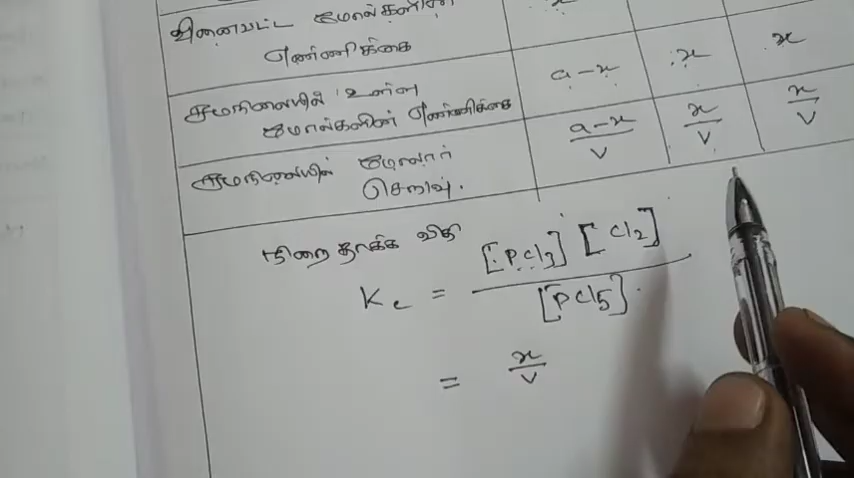 வினைபட்ட மோல்களின் x
எண்ணிக்கை
சமநிலையில் உள்ள a-x x x
மோல்களின் எண்ணிக்கை
சமநிலையில் மோலார் a-x/V x/V x/V
செறிவு.
நிறை தாக்க விதி
Kc = [PCl3] [Cl2] / [PCl5]
= x/V